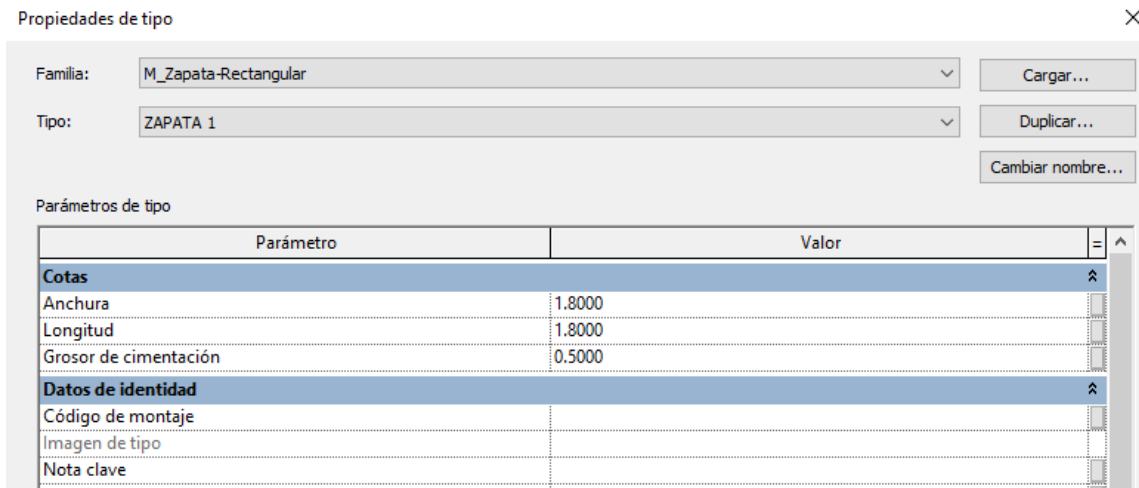 Propiedades de tipo
Familia: M_Zapata-Rectangular Cargar...
Tipo: ZAPATA 1 Duplicar...
Cambiar nombre...
Parámetros de tipo
Parámetro Valor =
Cotas
Anchura 1.8000
Longitud 1.8000
Grosor de cimentación 0.5000
Datos de identidad
Código de montaje
Imagen de tipo
Nota clave